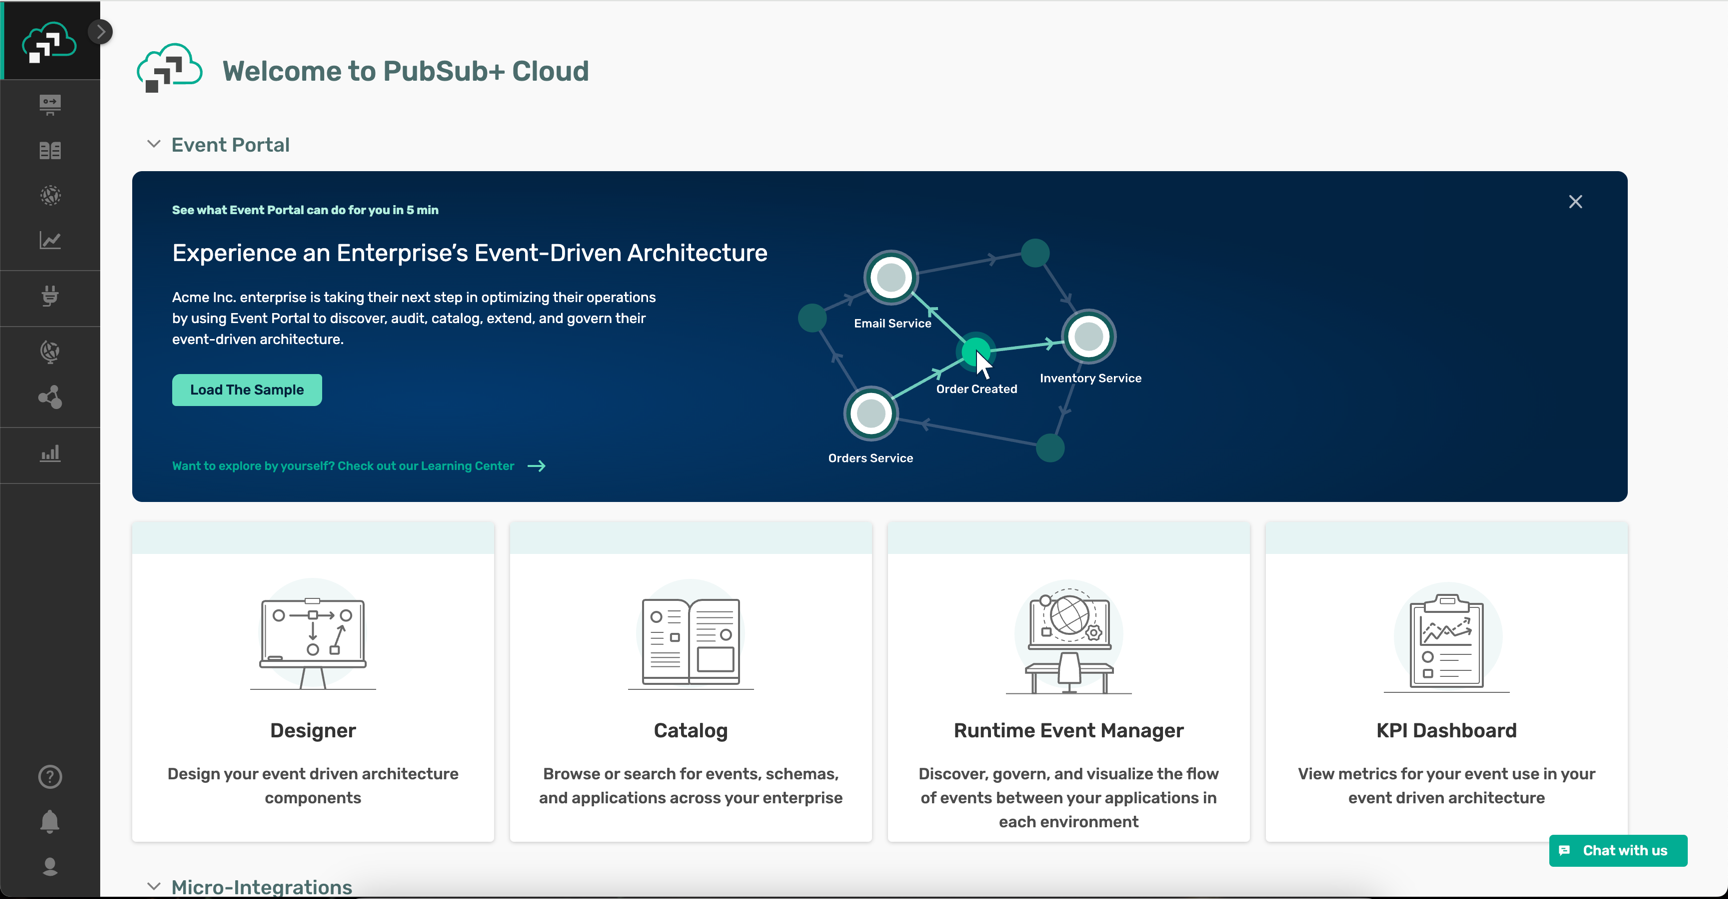 Welcome to PubSub+ Cloud
Event Portal
See what Event Portal can do for you in 5 min
Experience an Enterprise's Event-Driven Architecture
Acme Inc. enterprise is taking their next step in optimizing their operations
by using Event Portal to discover, audit, catalog, extend, and govern their
event-driven architecture.
Load The Sample
Want to explore by yourself? Check out our Learning Center
Email Service
Order Created
Inventory Service
Orders Service
Designer
Design your event driven architecture
components
Catalog
Browse or search for events, schemas,
and applications across your enterprise
Runtime Event Manager
Discover, govern, and visualize the flow
of events between your applications in
each environment
KPI Dashboard
View metrics for your event use in your
event driven architecture
Chat with us
Micro-Integrations